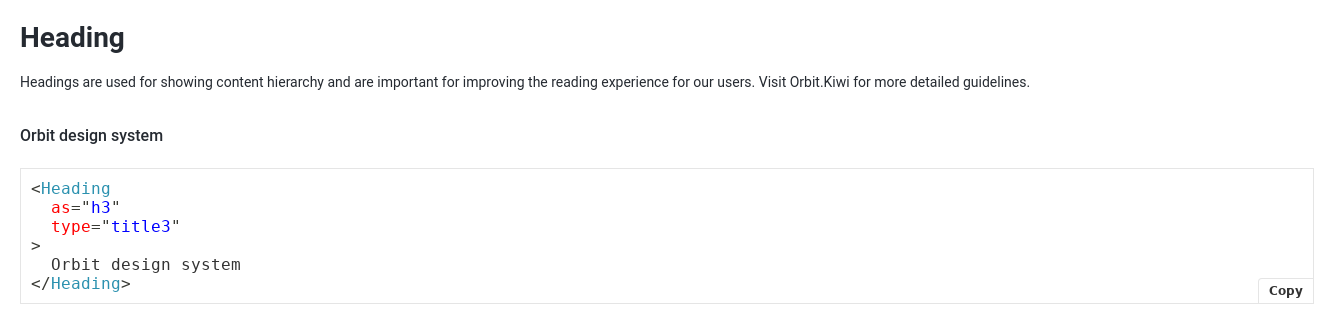 Heading
Headings are used for showing content hierarchy and are important for improving the reading experience for our users. Visit Orbit.Kiwi for more detailed guidelines.
Orbit design system
<Heading
  as="h3"
  type="title3"
>
  Orbit design system
</Heading>
Copy